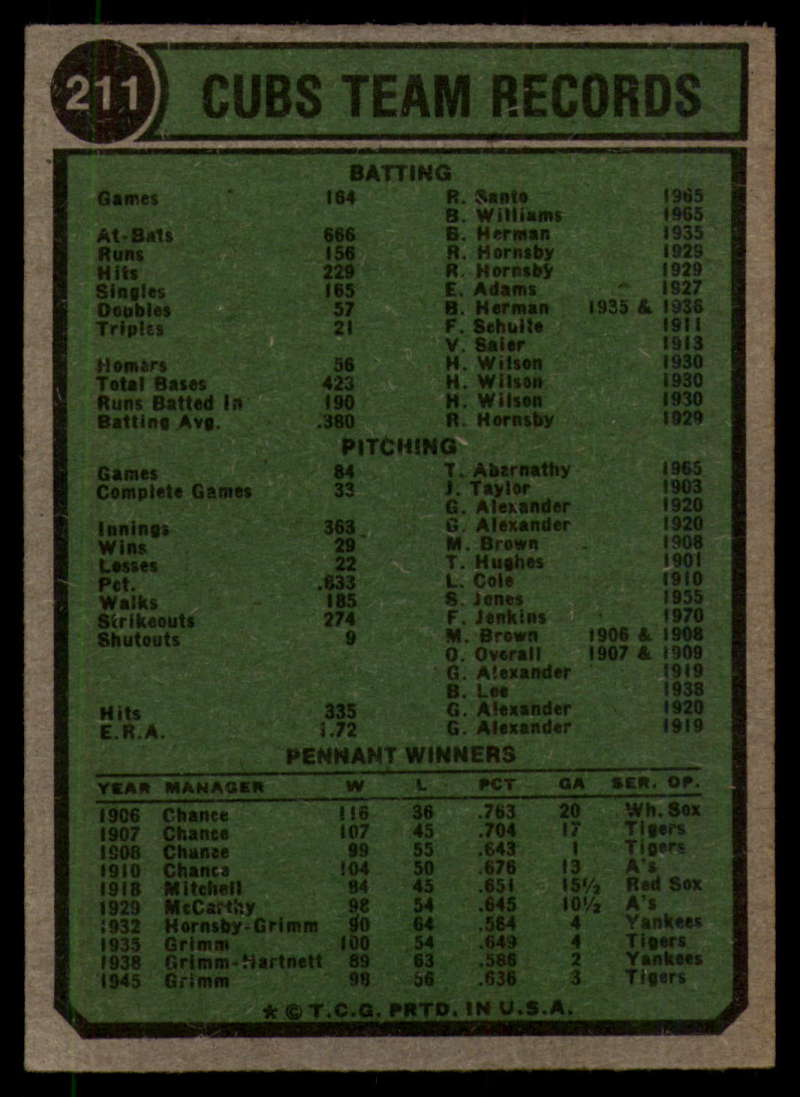 211 CUBS TEAM RECORDS
BATTING
Games 164 R. Santo 1965
B. Williams 1965
At-Bats 666 B. Herman 1935
Runs 156 R. Hornsby 1929
Hits 229 R. Hornsby 1929
Singles 165 E. Adams 1927
Doubles 57 B. Herman 1935 & 1936
Triples 21 F. Schulte 1911
V. Saier 1913
Homers 56 H. Wilson 1930
Total Bases 423 H. Wilson 1930
Runs Batted In 190 H. Wilson 1930
Batting Avg. .380 R. Hornsby 1929
PITCHING
Games 84 T. Abernathy 1965
Complete Games 33 J. Taylor 1903
G. Alexander 1920
Innings 363 G. Alexander 1920
Wins 29 M. Brown 1908
Losses 22 T. Hughes 1901
Pct. .833 L. Cole 1910
Walks 185 S. Jones 1955
Strikeouts 274 F. Jenkins 1970
Shutouts 9 M. Brown 1906 & 1908
O. Overall 1907 & 1909
G. Alexander 1919
B. Lee 1938
Hits 335 G. Alexander 1920
E.R.A. 1.72 G. Alexander 1919
PENNANT WINNERS
YEAR MANAGER W L PCT GA SER. OP.
1906 Chance 116 36 .763 20 Wh. Sox
1907 Chance 107 45 .704 17 Tigers
1908 Chance 99 55 .643 1 Tigers
1910 Chance 104 50 .676 13 A's
1918 Mitchell 84 45 .651 15½ Red Sox
1929 McCarthy 98 54 .645 10½ A's
1932 Hornsby-Grimm 90 64 .584 4 Yankees
1935 Grimm 100 54 .649 4 Tigers
1938 Grimm-Hartnett 89 63 .586 2 Yankees
1945 Grimm 98 56 .636 3 Tigers
* © T.C.G. PRTD. IN U.S.A.